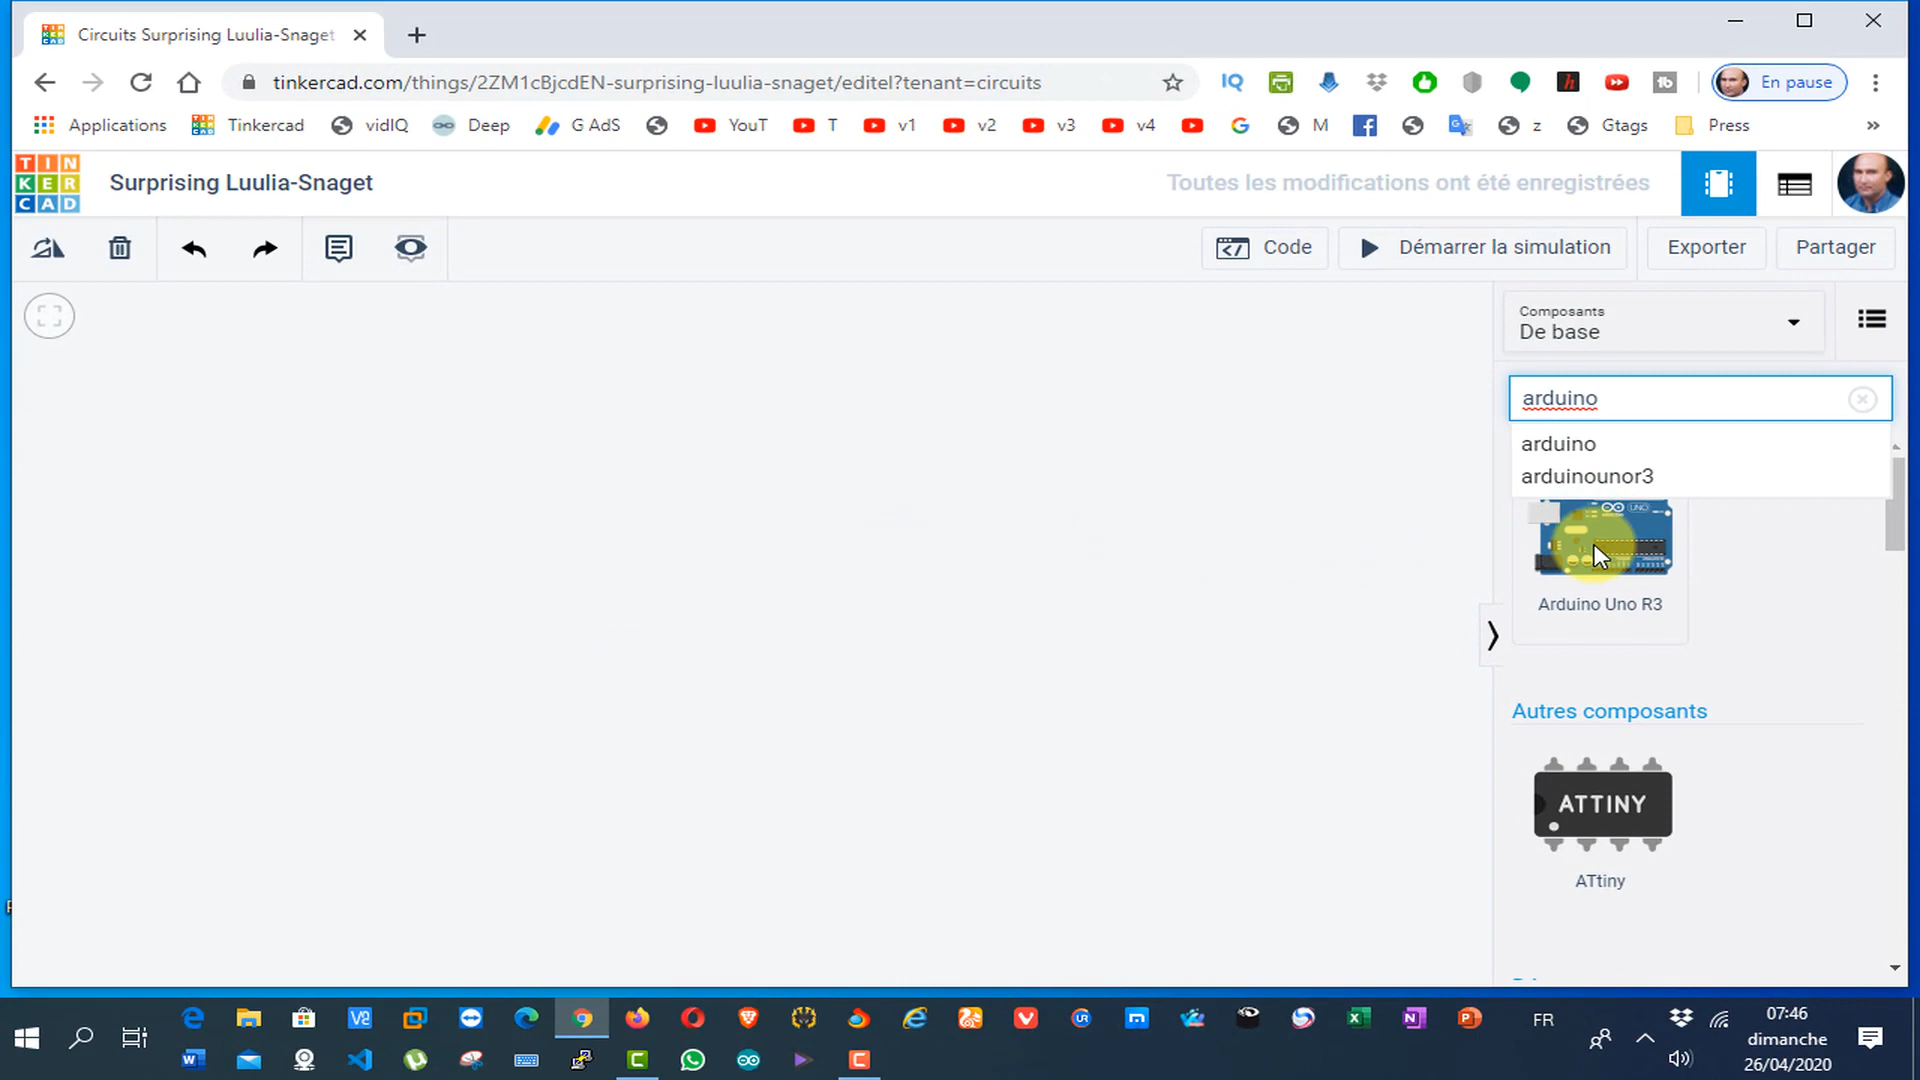 Circuits Surprising Luulia-Snaget
tinkercad.com/things/2ZM1cBjcdEN-surprising-luulia-snaget/editel?tenant=circuits
IQ
En pause
Applications Tinkercad vidIQ Deep G AdS YouT T v1 v2 v3 v4 M z Gtags Press »
TIN
KER
CAD
Surprising Luulia-Snaget
Toutes les modifications ont été enregistrées
Code
Démarrer la simulation
Exporter
Partager
Composants
De base
arduino
arduino
arduinounor3
UNO
Arduino Uno R3
Autres composants
ATTINY
ATtiny
FR
07:46
dimanche
26/04/2020